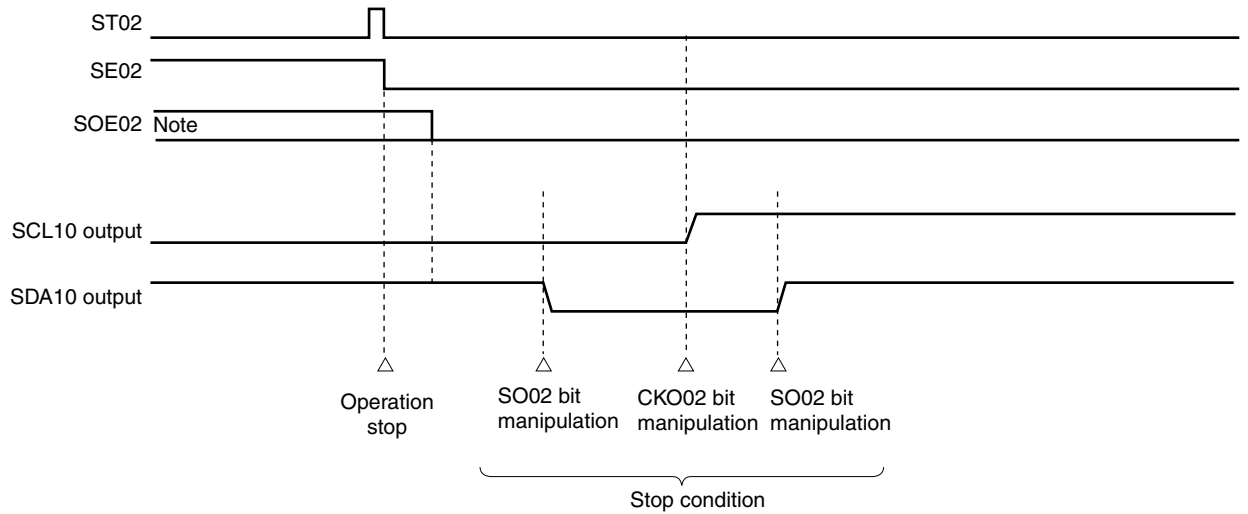 ST02
SE02
SOE02 Note
SCL10 output
SDA10 output
Operation
stop
SO02 bit
manipulation
CKO02 bit
manipulation
SO02 bit
manipulation
Stop condition